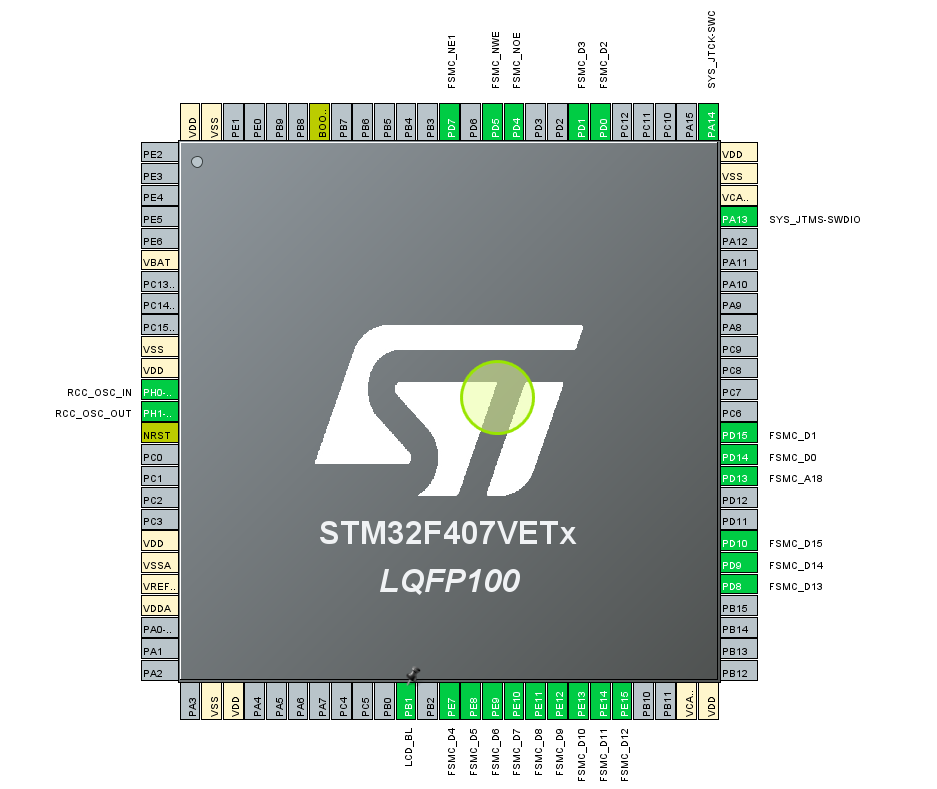 FSMC_NE1
FSMC_NWE
FSMC_NOE
FSMC_D3
FSMC_D2
SYS_JTCK-SWC
VDD
VSS
PE1
PE0
PB9
PB8
BOO..
PB7
PB6
PB5
PB4
PB3
PD7
PD6
PD5
PD4
PD3
PD2
PD1
PD0
PC12
PC11
PC10
PA15
PA14
PE2
PE3
PE4
PE5
PE6
VBAT
PC13..
PC14..
PC15..
VSS
VDD
RCC_OSC_IN PH0-..
RCC_OSC_OUT PH1-..
NRST
PC0
PC1
PC2
PC3
VDD
VSSA
VREF..
VDDA
PA0-..
PA1
PA2
STM32F407VETx
LQFP100
VDD
VSS
VCA..
PA13 SYS_JTMS-SWDIO
PA12
PA11
PA10
PA9
PA8
PC9
PC8
PC7
PC6
PD15 FSMC_D1
PD14 FSMC_D0
PD13 FSMC_A18
PD12
PD11
PD10 FSMC_D15
PD9 FSMC_D14
PD8 FSMC_D13
PB15
PB14
PB13
PB12
PA3
VSS
VDD
PA4
PA5
PA6
PA7
PC4
PC5
PB0
PB1
PB2
PE7
PE8
PE9
PE10
PE11
PE12
PE13
PE14
PE15
PB10
PB11
VCA..
VDD
LCD_BL
FSMC_D4
FSMC_D5
FSMC_D6
FSMC_D7
FSMC_D8
FSMC_D9
FSMC_D10
FSMC_D11
FSMC_D12